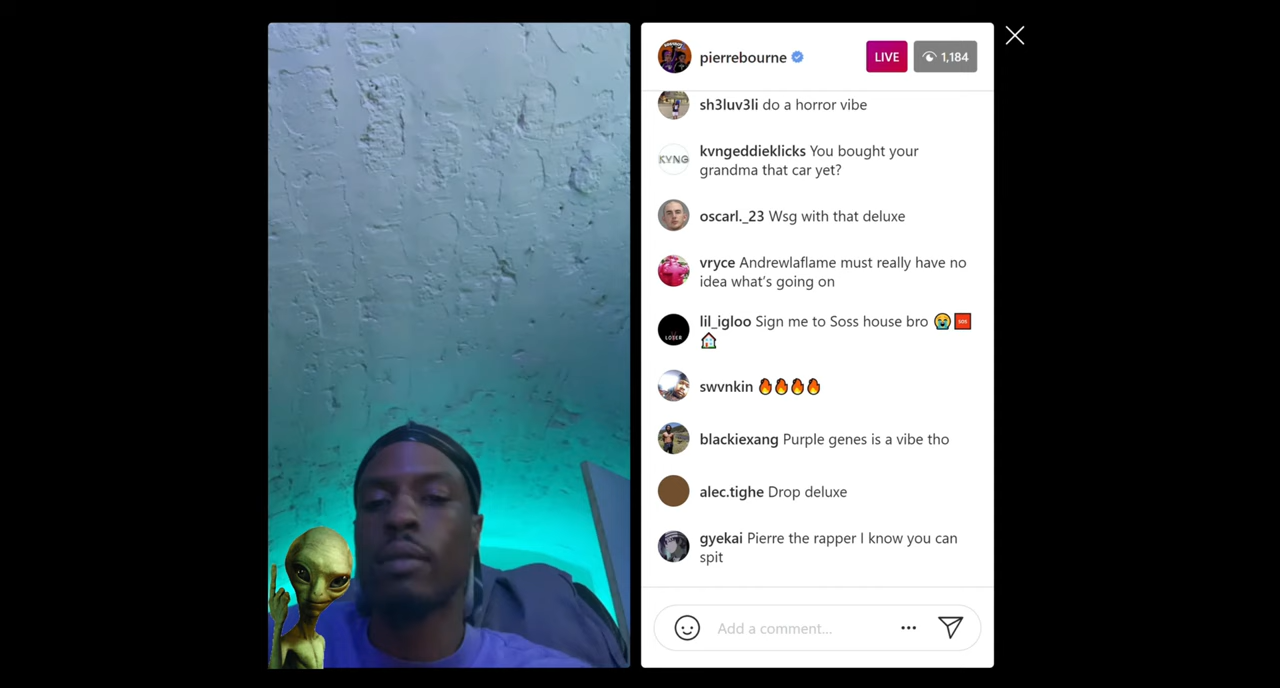 pierrebourne
LIVE
1,184
sh3luv3li do a horror vibe
KYNG
kvngeddieklicks You bought your
grandma that car yet?
oscarl._23 Wsg with that deluxe
vryce Andrewlaflame must really have no
idea what's going on
LOSER
lil_igloo Sign me to Soss house bro 😭🆘
🏠
swvnkin 🔥🔥🔥🔥
blackiexang Purple genes is a vibe tho
alec.tighe Drop deluxe
gyekai Pierre the rapper I know you can
spit
Add a comment...